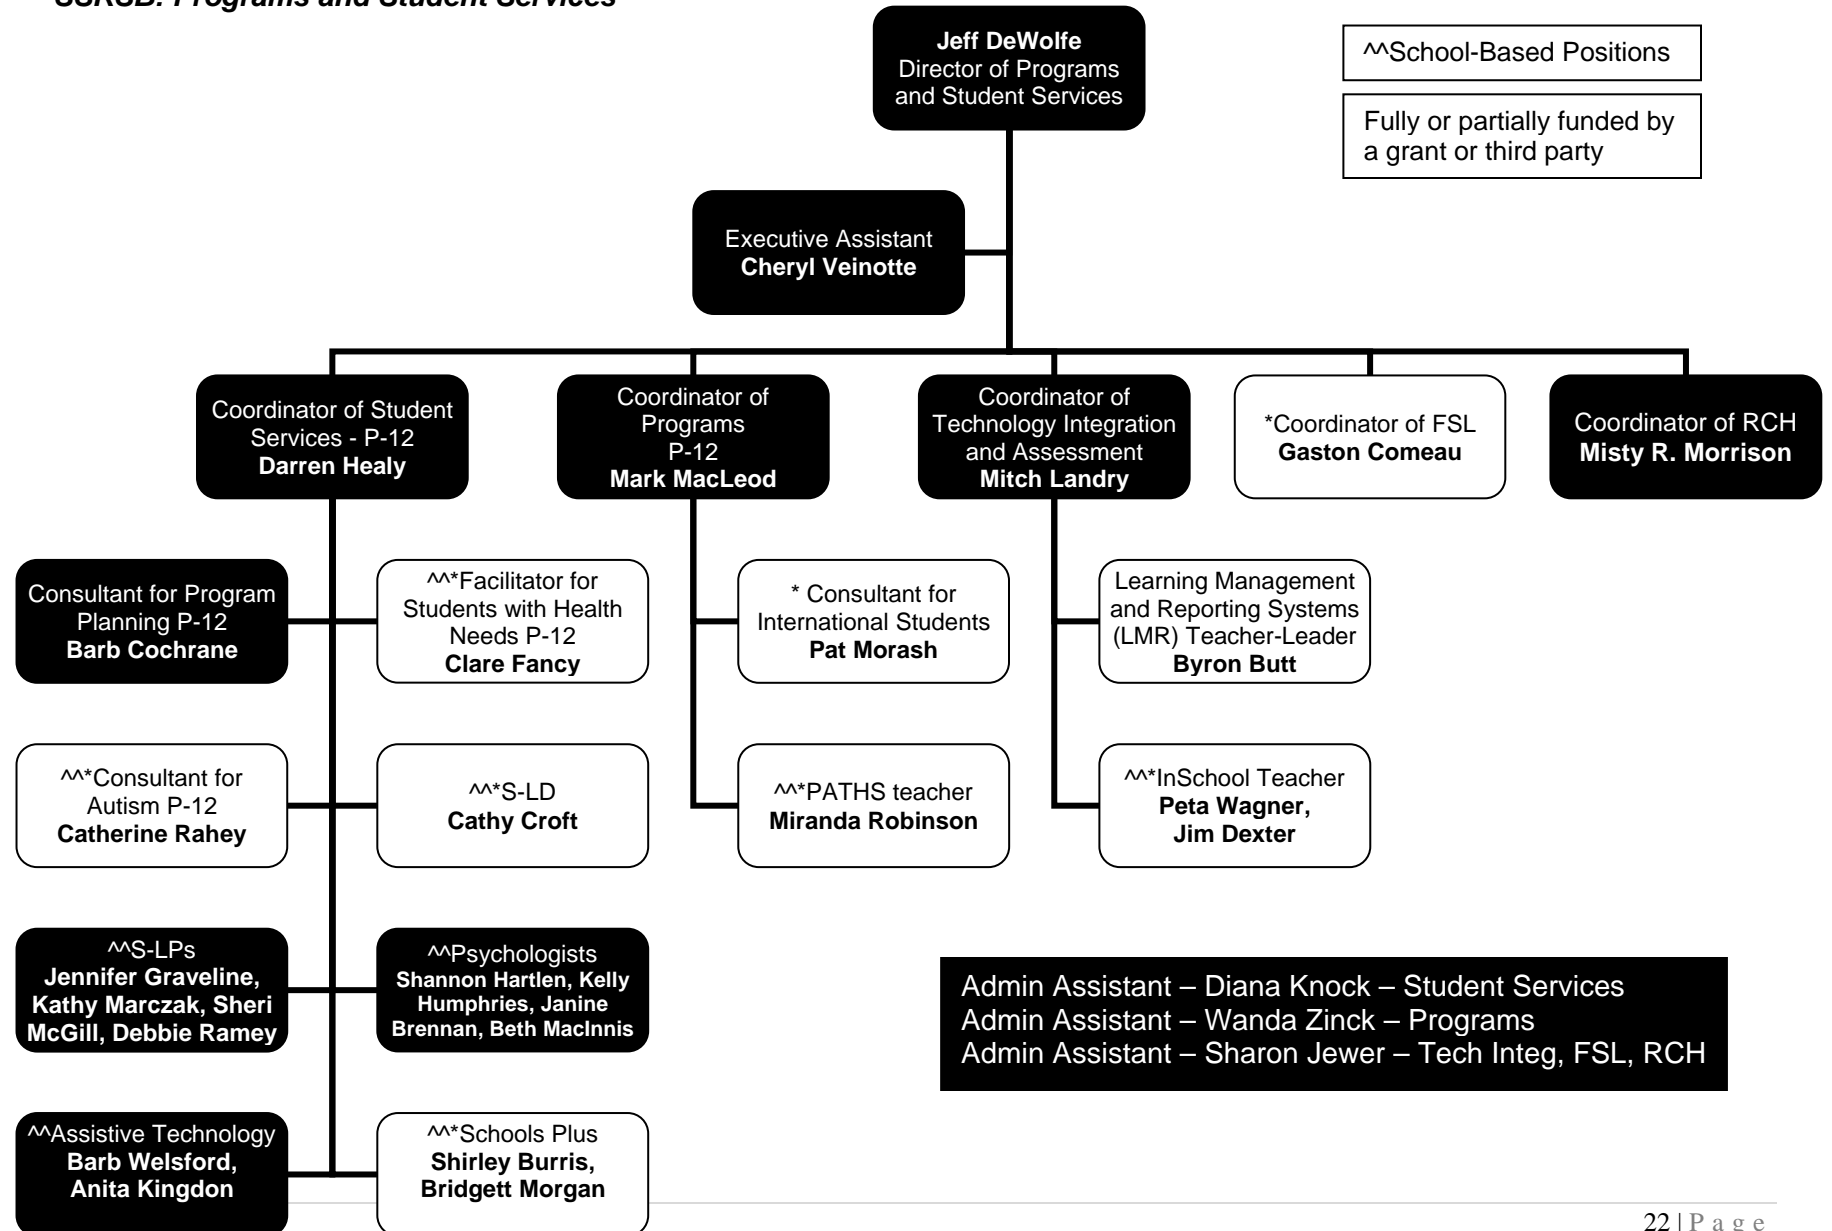 SSRSB: Programs and Student Services
Jeff DeWolfe
Director of Programs
and Student Services
^^School-Based Positions
Fully or partially funded by
a grant or third party
Executive Assistant
Cheryl Veinotte
Coordinator of Student
Services - P-12
Darren Healy
Coordinator of
Programs
P-12
Mark MacLeod
Coordinator of
Technology Integration
and Assessment
Mitch Landry
*Coordinator of FSL
Gaston Comeau
Coordinator of RCH
Misty R. Morrison
Consultant for Program
Planning P-12
Barb Cochrane
^^*Facilitator for
Students with Health
Needs P-12
Clare Fancy
* Consultant for
International Students
Pat Morash
Learning Management
and Reporting Systems
(LMR) Teacher-Leader
Byron Butt
^^*Consultant for
Autism P-12
Catherine Rahey
^^*S-LD
Cathy Croft
^^*PATHS teacher
Miranda Robinson
^^*InSchool Teacher
Peta Wagner,
Jim Dexter
^^S-LPs
Jennifer Graveline,
Kathy Marczak, Sheri
McGill, Debbie Ramey
^^Psychologists
Shannon Hartlen, Kelly
Humphries, Janine
Brennan, Beth MacInnis
Admin Assistant – Diana Knock – Student Services
Admin Assistant – Wanda Zinck – Programs
Admin Assistant – Sharon Jewer – Tech Integ, FSL, RCH
^^Assistive Technology
Barb Welsford,
Anita Kingdon
^^*Schools Plus
Shirley Burris,
Bridgett Morgan
22 | P a g e